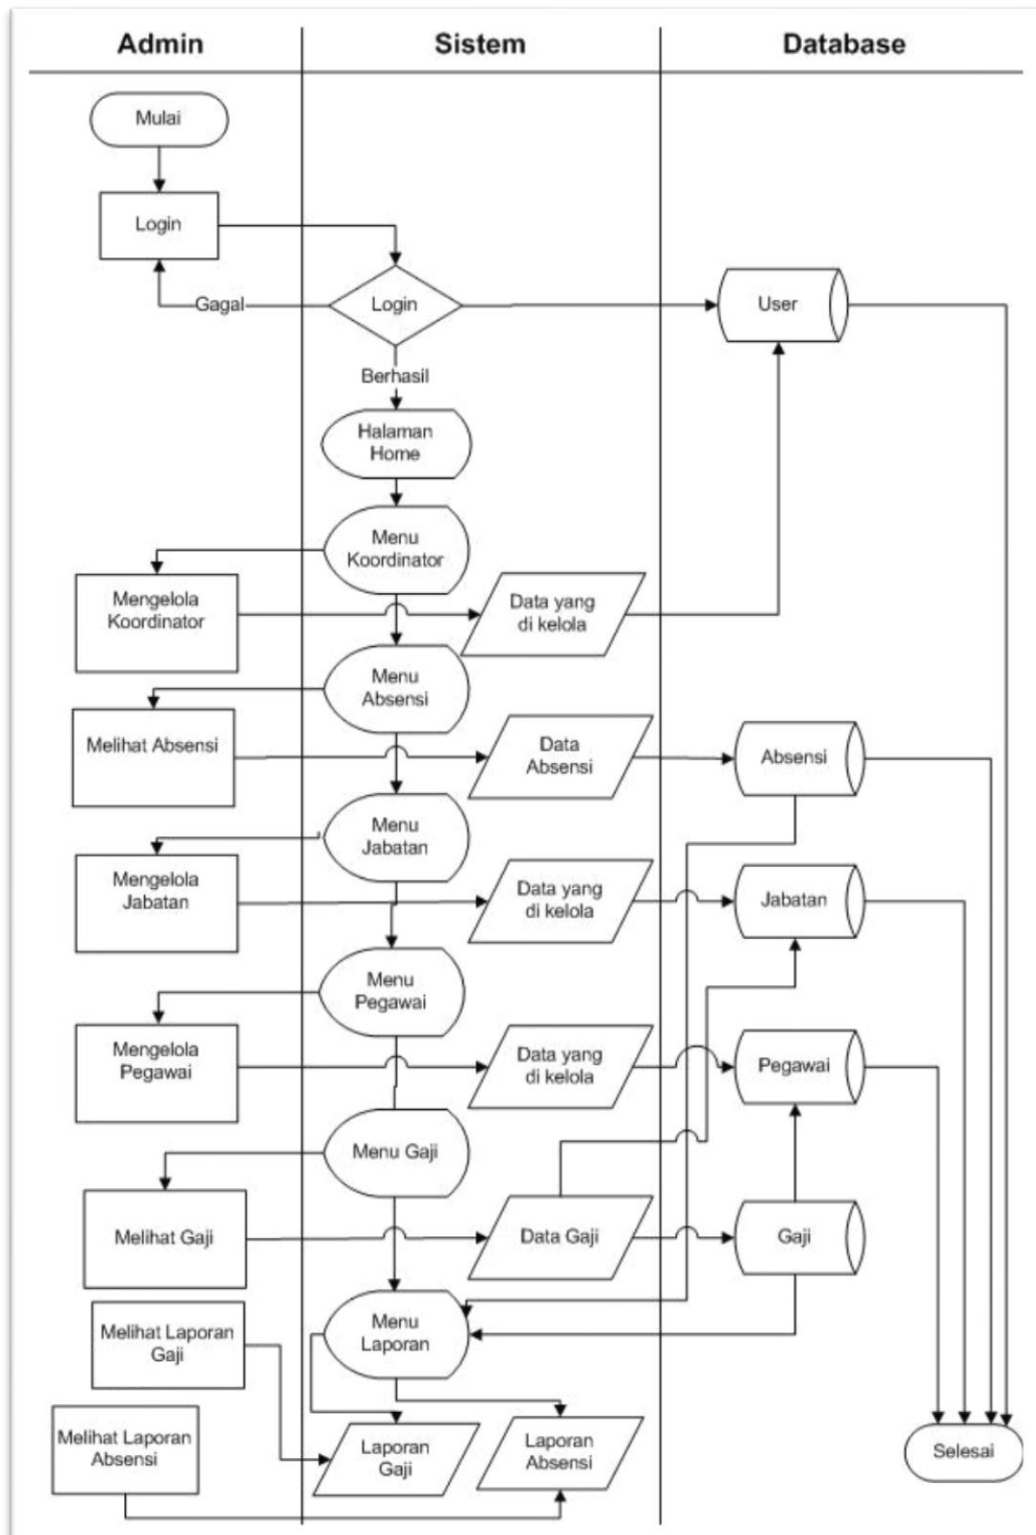 Admin
Sistem
Database
Mulai
Login
Gagal
Login
User
Berhasil
Halaman
Home
Menu
Koordinator
Mengelola
Koordinator
Data yang
di kelola
Menu
Absensi
Melihat Absensi
Data
Absensi
Absensi
Menu
Jabatan
Mengelola
Jabatan
Data yang
di kelola
Jabatan
Menu
Pegawai
Mengelola
Pegawai
Data yang
di kelola
Pegawai
Menu Gaji
Melihat Gaji
Data Gaji
Gaji
Menu
Laporan
Melihat Laporan
Gaji
Melihat Laporan
Absensi
Laporan
Gaji
Laporan
Absensi
Selesai